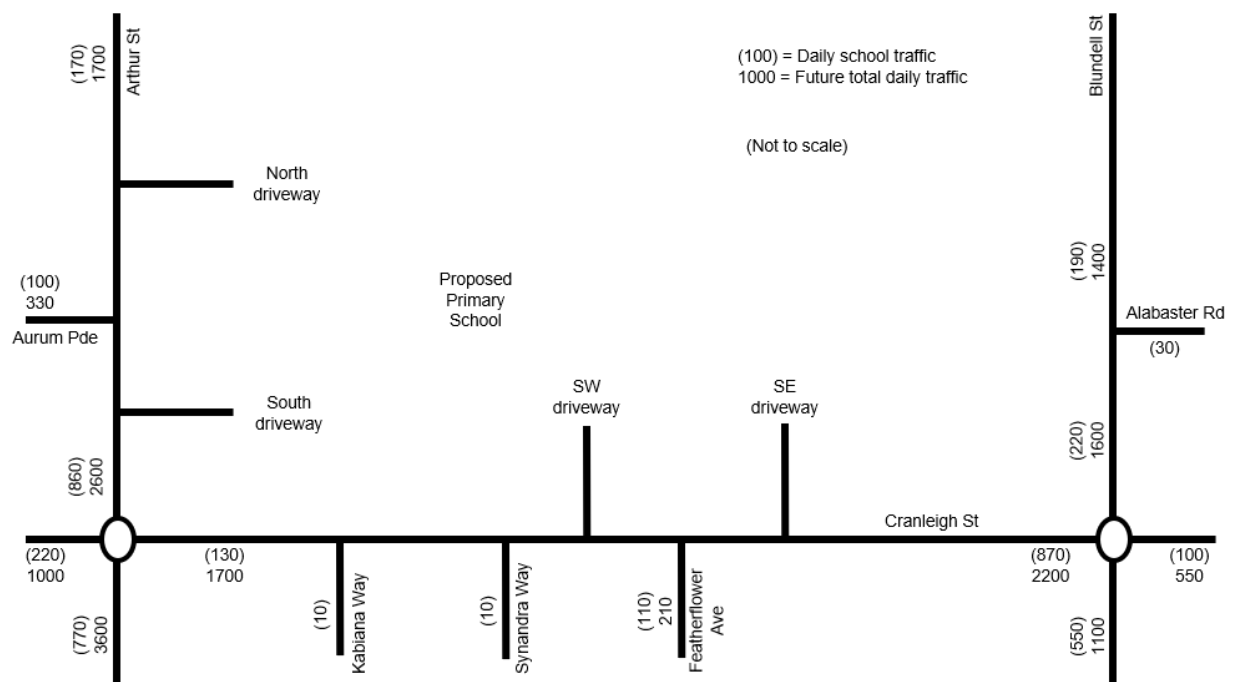 (170)
1700
Arthur St
(100) = Daily school traffic
1000 = Future total daily traffic
Blundell St
(Not to scale)
North
driveway
(190)
1400
(100)
330
Aurum Pde
Proposed
Primary
School
Alabaster Rd
(30)
South
driveway
SW
driveway
SE
driveway
(860)
2600
(220)
1600
Cranleigh St
(220)
1000
(130)
1700
(870)
2200
(100)
550
(770)
3600
(10)
Kabiana Way
(10)
Synandra Way
(110)
210
Featherflower
Ave
(550)
1100